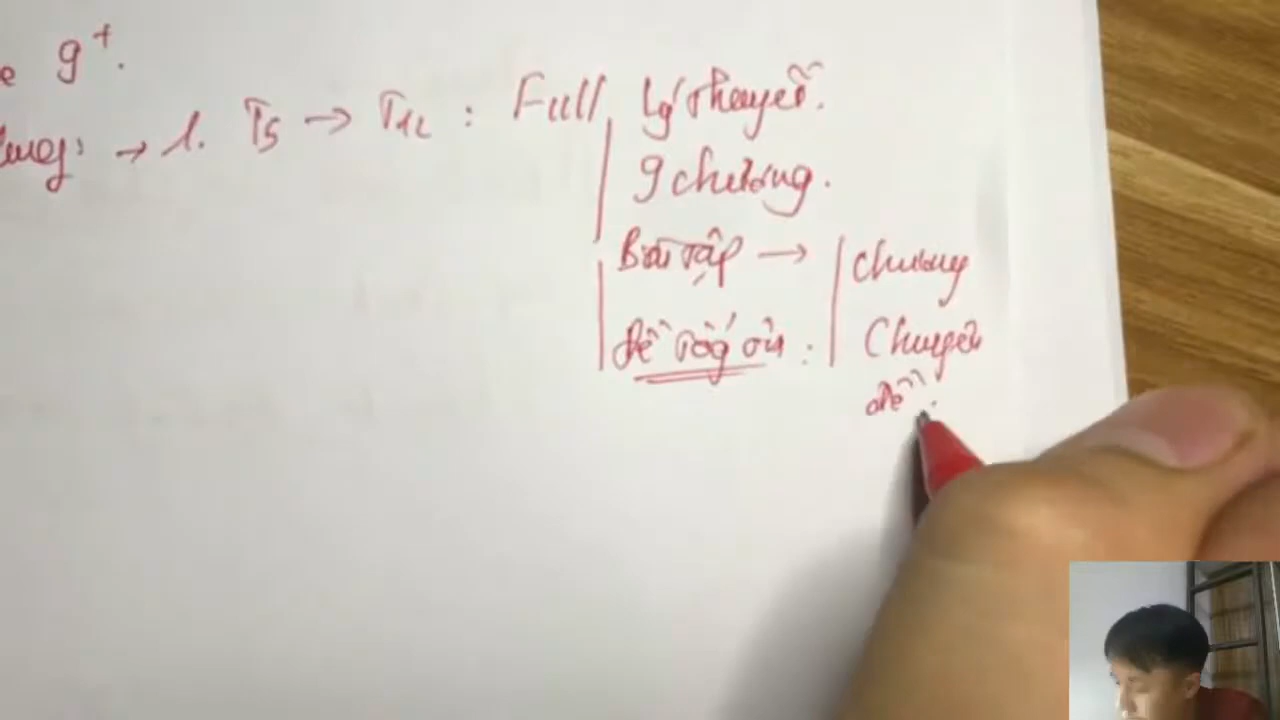 e 9+.
→ 1. T5 → T12 : Full lý thuyết.
9 chương.
Bài tập → chương
đề tổng ôn : Chuyên
đề.